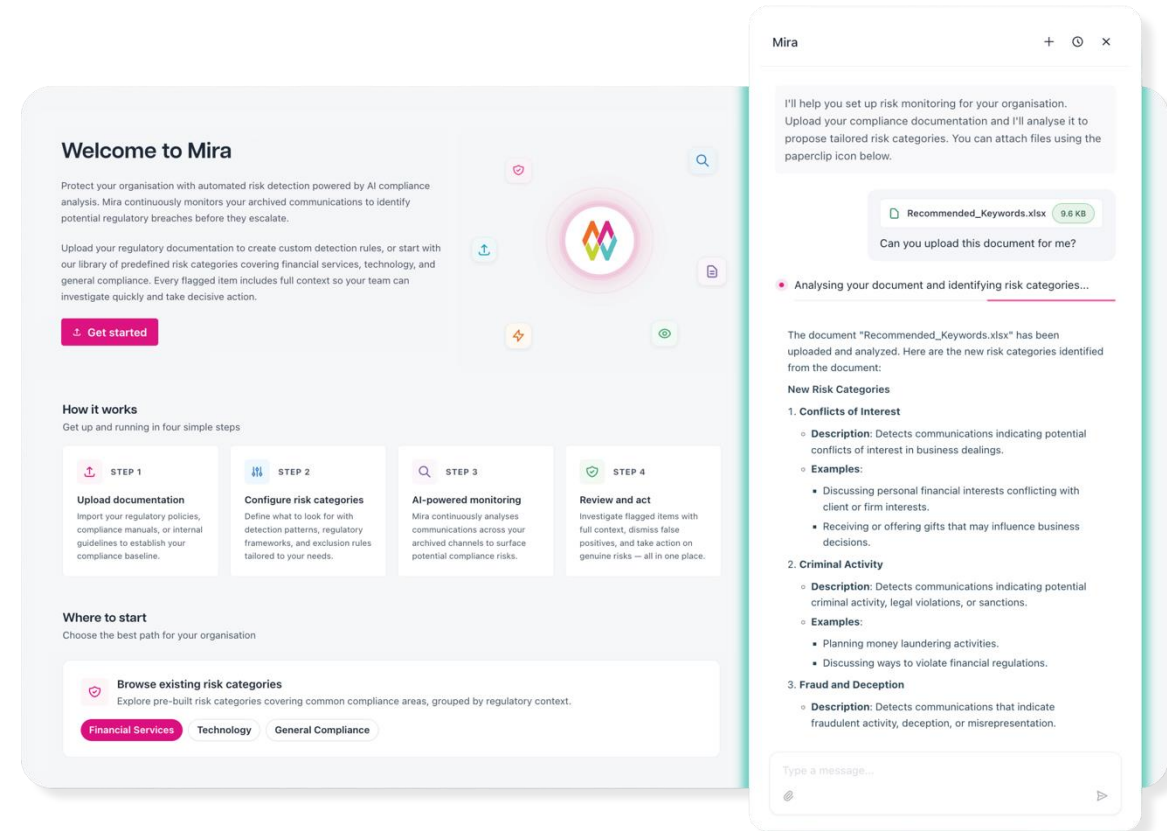 Welcome to Mira
Protect your organisation with automated risk detection powered by AI compliance
analysis. Mira continuously monitors your archived communications to identify
potential regulatory breaches before they escalate.
Upload your regulatory documentation to create custom detection rules, or start with
our library of predefined risk categories covering financial services, technology, and
general compliance. Every flagged item includes full context so your team can
investigate quickly and take decisive action.
Get started
How it works
Get up and running in four simple steps
STEP 1
Upload documentation
Import your regulatory policies,
compliance manuals, or internal
guidelines to establish your
compliance baseline.
STEP 2
Configure risk categories
Define what to look for with
detection patterns, regulatory
frameworks, and exclusion rules
tailored to your needs.
STEP 3
AI-powered monitoring
Mira continuously analyses
communications across your
archived channels to surface
potential compliance risks.
STEP 4
Review and act
Investigate flagged items with
full context, dismiss false
positives, and take action on
genuine risks — all in one place.
Where to start
Choose the best path for your organisation
Browse existing risk categories
Explore pre-built risk categories covering common compliance areas, grouped by regulatory context.
Financial Services
Technology
General Compliance
Mira
I'll help you set up risk monitoring for your organisation.
Upload your compliance documentation and I'll analyse it to
propose tailored risk categories. You can attach files using the
paperclip icon below.
Recommended_Keywords.xlsx 9.6 KB
Can you upload this document for me?
Analysing your document and identifying risk categories...
The document "Recommended_Keywords.xlsx" has been
uploaded and analyzed. Here are the new risk categories identified
from the document:
New Risk Categories
1. Conflicts of Interest
Description: Detects communications indicating potential
conflicts of interest in business dealings.
Examples:
Discussing personal financial interests conflicting with
client or firm interests.
Receiving or offering gifts that may influence business
decisions.
2. Criminal Activity
Description: Detects communications indicating potential
criminal activity, legal violations, or sanctions.
Examples:
Planning money laundering activities.
Discussing ways to violate financial regulations.
3. Fraud and Deception
Description: Detects communications that indicate
fraudulent activity, deception, or misrepresentation.
Type a message...